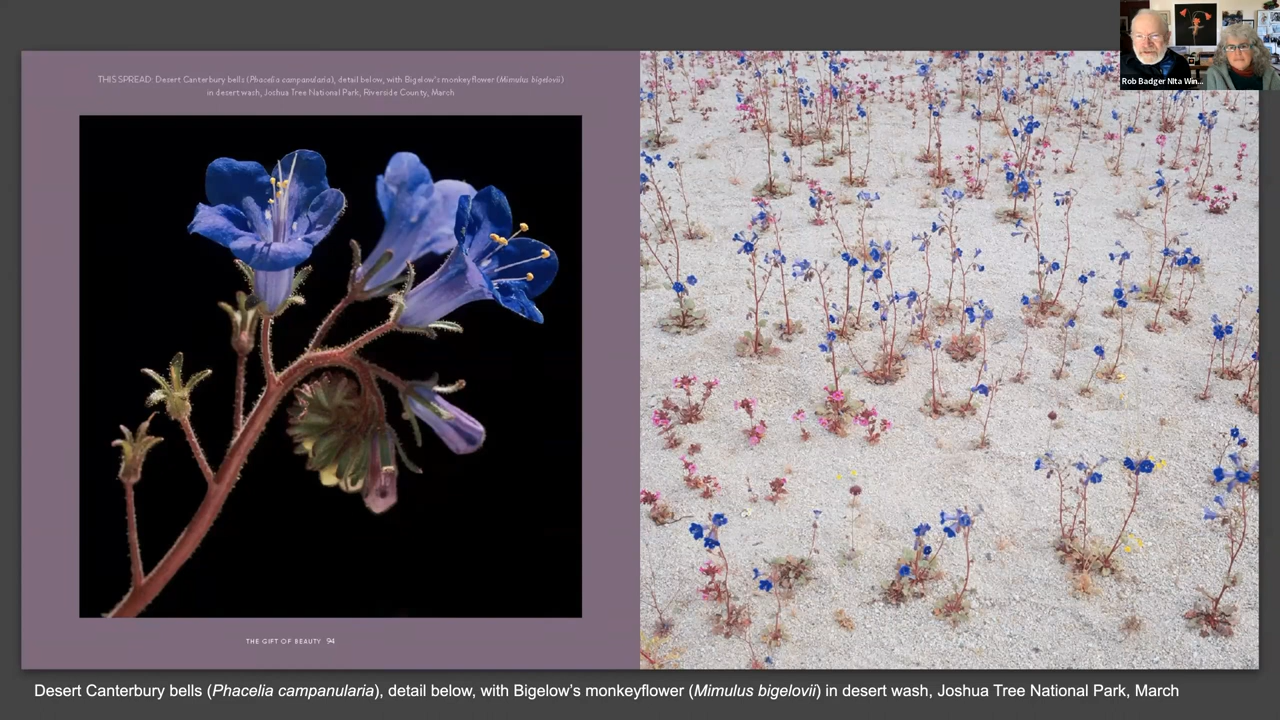 Rob Badger NIta Win...
THIS SPREAD: Desert Canterbury bells (Phacelia campanularia), detail below, with Bigelow's monkeyflower (Mimulus bigelovii)
in desert wash, Joshua Tree National Park, Riverside County, March
THE GIFT OF BEAUTY 94
Desert Canterbury bells (Phacelia campanularia), detail below, with Bigelow's monkeyflower (Mimulus bigelovii) in desert wash, Joshua Tree National Park, March